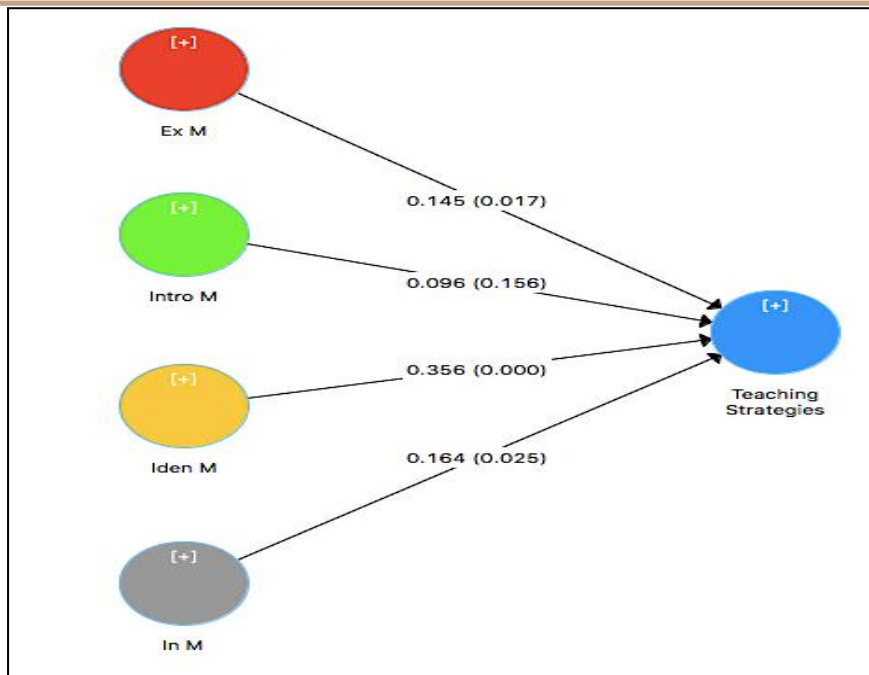 [+]
Ex M
0.145 (0.017)
[+]
Intro M
0.096 (0.156)
[+]
Teaching
Strategies
[+]
Iden M
0.356 (0.000)
0.164 (0.025)
[+]
In M